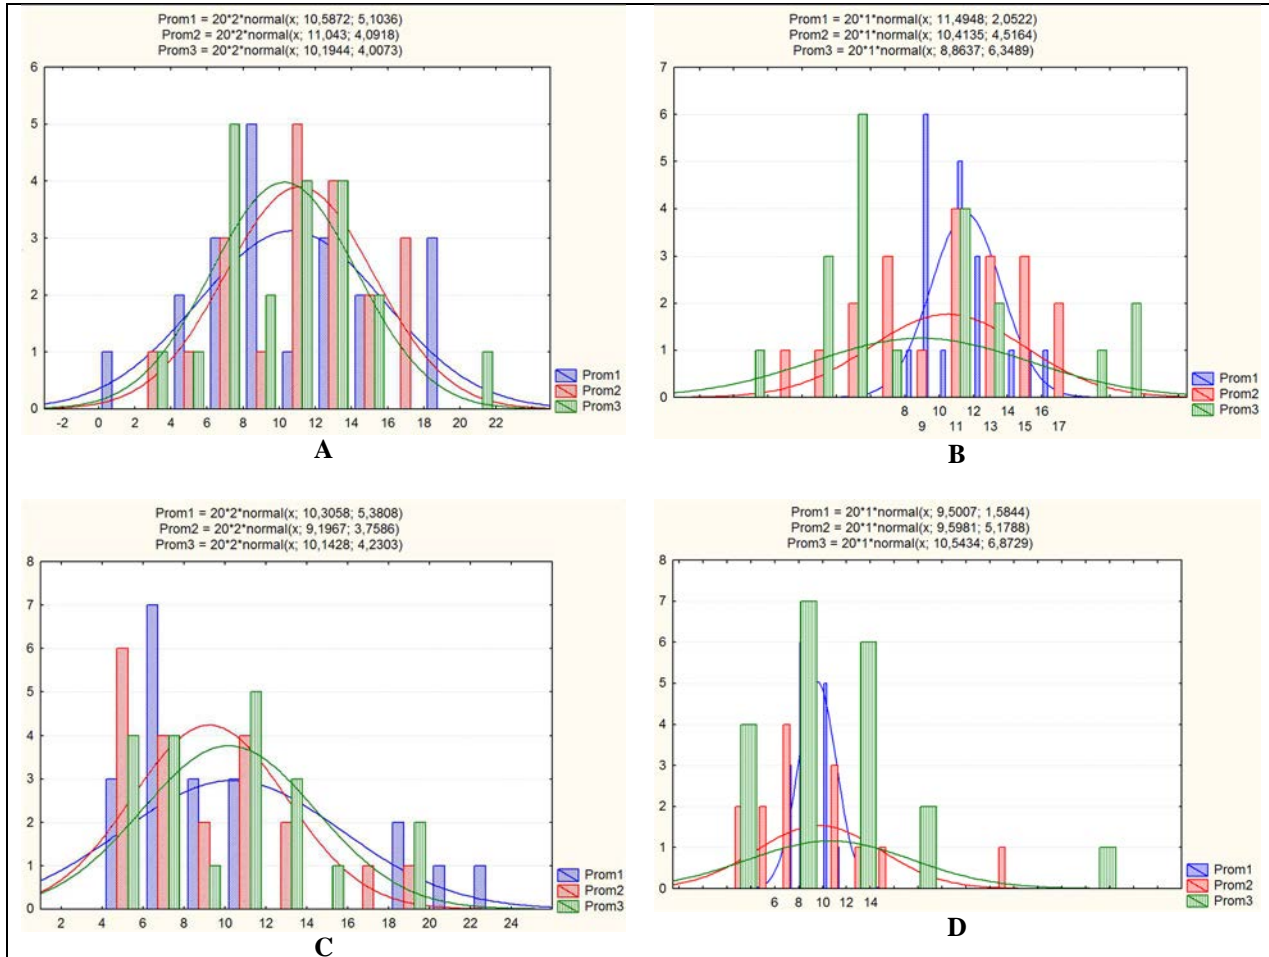 Prom1 = 20*2*normal(x; 10,5872; 5,1036)
Prom2 = 20*2*normal(x; 11,043; 4,0918)
Prom3 = 20*2*normal(x; 10,1944; 4,0073)
6
5
4
3
2
1
0
-2 0 2 4 6 8 10 12 14 16 18 20 22
Prom1
Prom2
Prom3
A
Prom1 = 20*1*normal(x; 11,4948; 2,0522)
Prom2 = 20*1*normal(x; 10,4135; 4,5164)
Prom3 = 20*1*normal(x; 8,8637; 6,3489)
7
6
5
4
3
2
1
0
8 10 12 14 16
9 11 13 15 17
Prom1
Prom2
Prom3
B
Prom1 = 20*2*normal(x; 10,3058; 5,3808)
Prom2 = 20*2*normal(x; 9,1967; 3,7586)
Prom3 = 20*2*normal(x; 10,1428; 4,2303)
8
7
6
5
4
3
2
1
0
2 4 6 8 10 12 14 16 18 20 22 24
Prom1
Prom2
Prom3
C
Prom1 = 20*1*normal(x; 9,5007; 1,5844)
Prom2 = 20*1*normal(x; 9,5981; 5,1788)
Prom3 = 20*1*normal(x; 10,5434; 6,8729)
8
7
6
5
4
3
2
1
0
6 8 10 12 14
Prom1
Prom2
Prom3
D